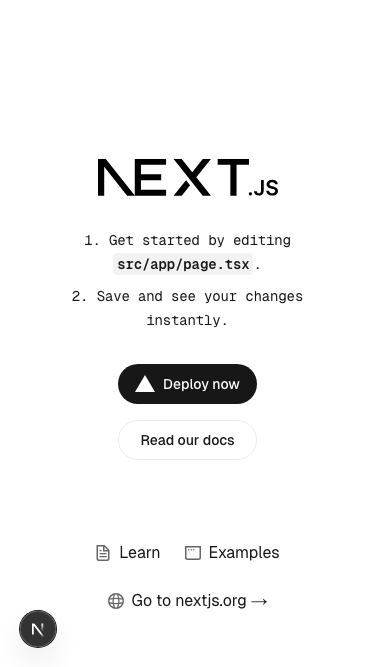 NEXT.JS
1. Get started by editing
src/app/page.tsx.
2. Save and see your changes
instantly.
Deploy now
Read our docs
Learn
Examples
Go to nextjs.org →
N